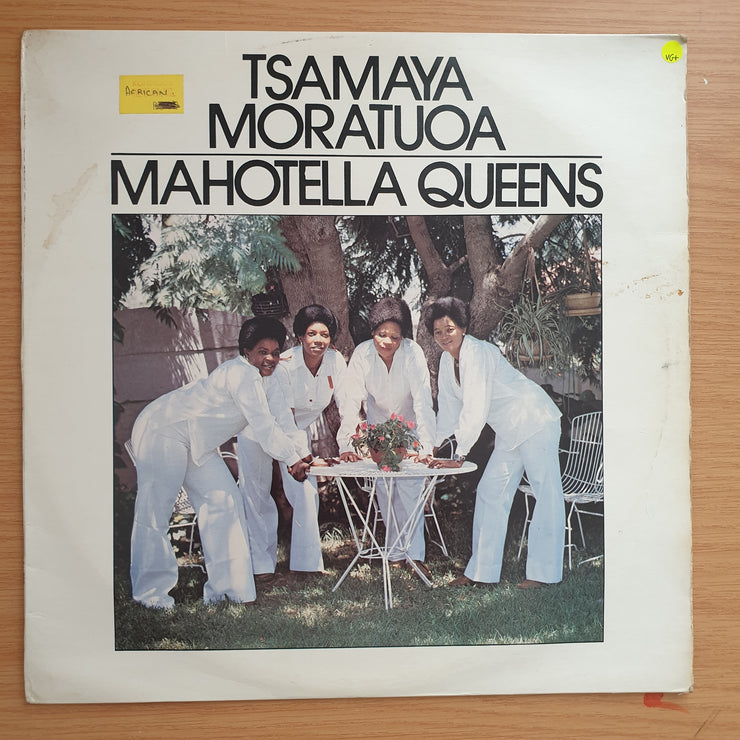 TSAMAYA
MORATUOA
MAHOTELLA QUEENS
AFRICAN
VG+